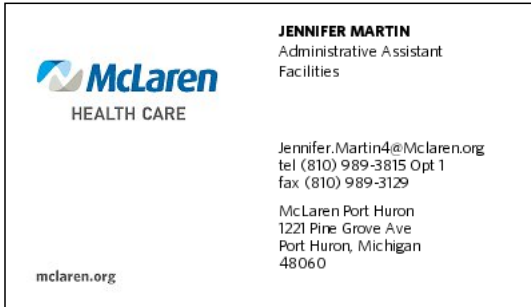 McLaren
HEALTH CARE
mclaren.org
JENNIFER MARTIN
Administrative Assistant
Facilities
Jennifer.Martin4@Mclaren.org
tel (810) 989-3815 Opt 1
fax (810) 989-3129
McLaren Port Huron
1221 Pine Grove Ave
Port Huron, Michigan
48060